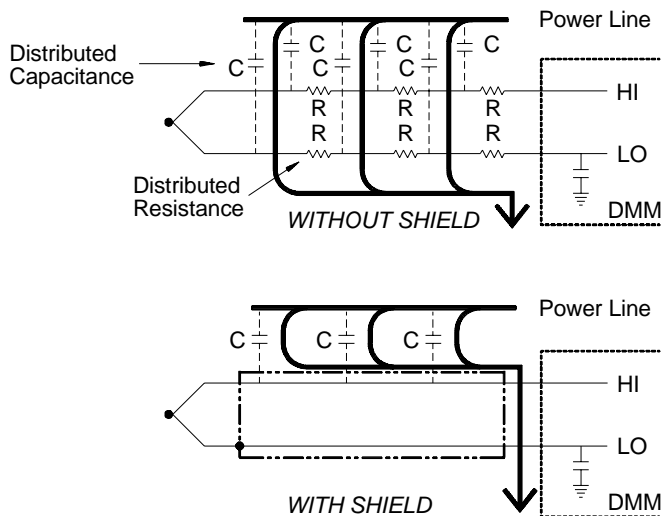 Power Line
Distributed
Capacitance
C C C C
C C
HI
R R R
R R R
LO
Distributed
Resistance
WITHOUT SHIELD
DMM
Power Line
C C C
HI
LO
WITH SHIELD
DMM